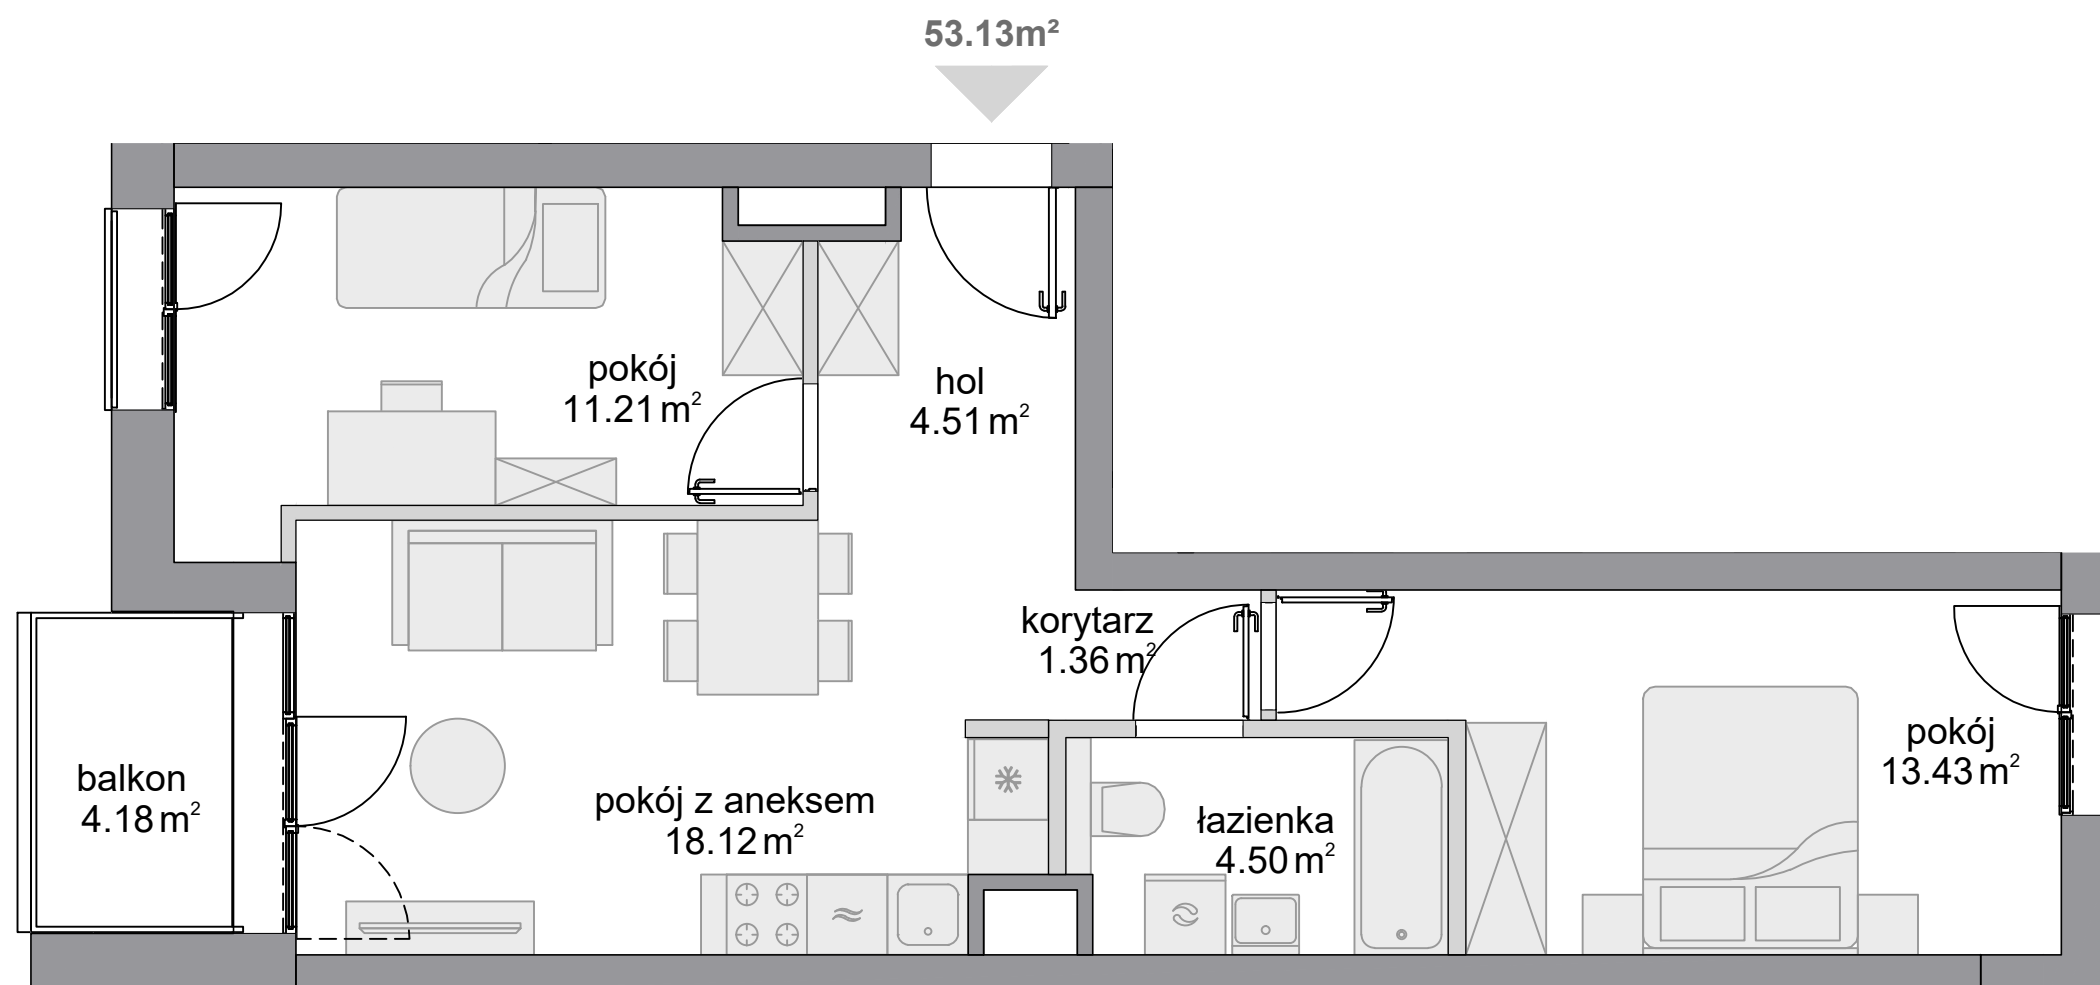 53.13m²
pokój
11.21 m²
hol
4.51 m²
korytarz
1.36 m²
pokój
13.43 m²
balkon
4.18 m²
pokój z aneksem
18.12 m²
łazienka
4.50 m²